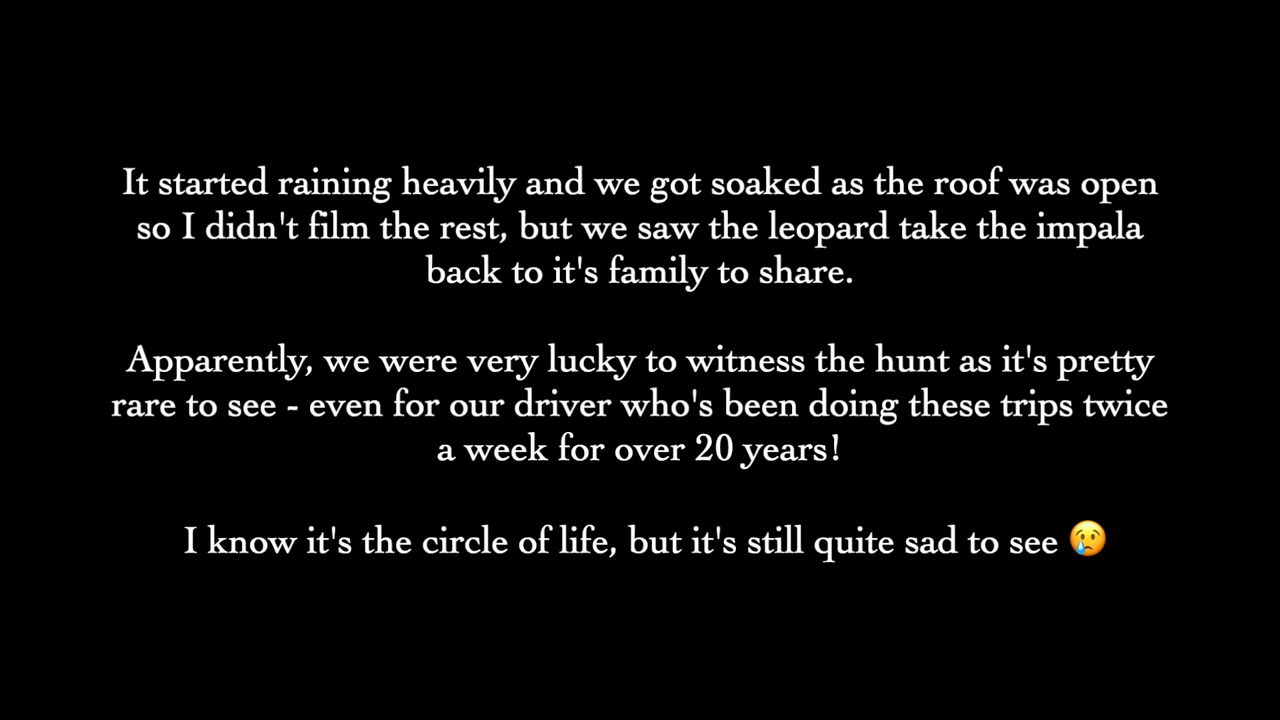 It started raining heavily and we got soaked as the roof was open
so I didn't film the rest, but we saw the leopard take the impala
back to it's family to share.
Apparently, we were very lucky to witness the hunt as it's pretty
rare to see - even for our driver who's been doing these trips twice
a week for over 20 years!
I know it's the circle of life, but it's still quite sad to see 😢